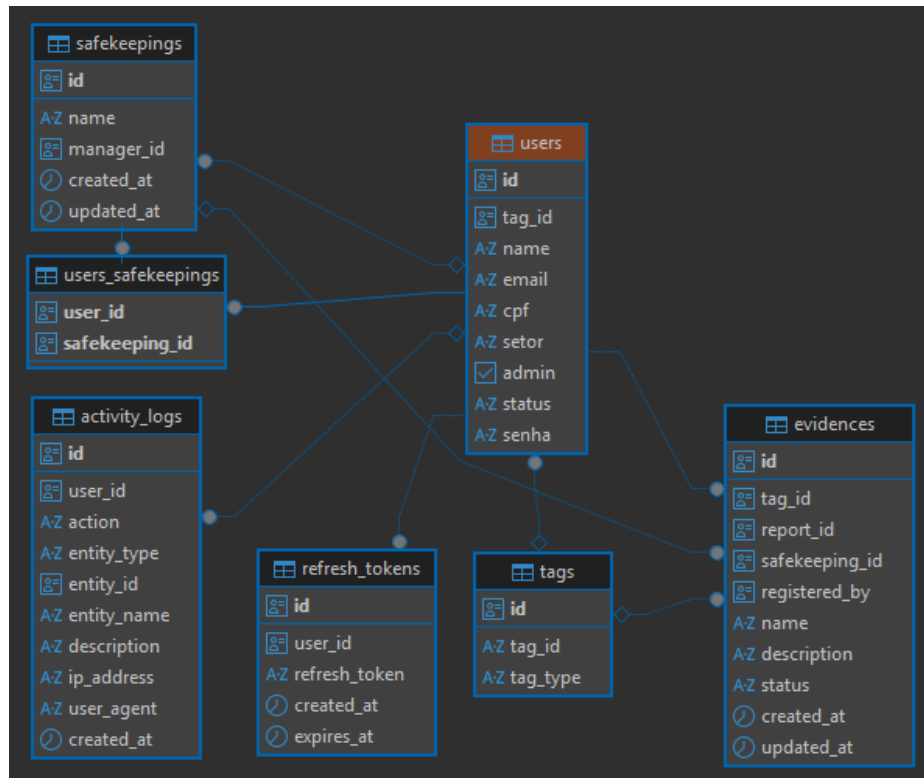 safekeepings
id
name
manager_id
created_at
updated_at
users_safekeepings
user_id
safekeeping_id
activity_logs
id
user_id
action
entity_type
entity_id
entity_name
description
ip_address
user_agent
created_at
users
id
tag_id
name
email
cpf
setor
admin
status
senha
refresh_tokens
id
user_id
refresh_token
created_at
expires_at
tags
id
tag_id
tag_type
evidences
id
tag_id
report_id
safekeeping_id
registered_by
name
description
status
created_at
updated_at